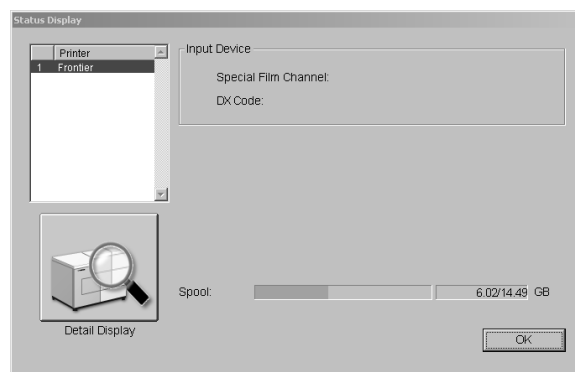 Status Display
Printer
1 Frontier
Input Device
Special Film Channel:
DX Code:
Detail Display
Spool:
6.02/14.49 GB
OK